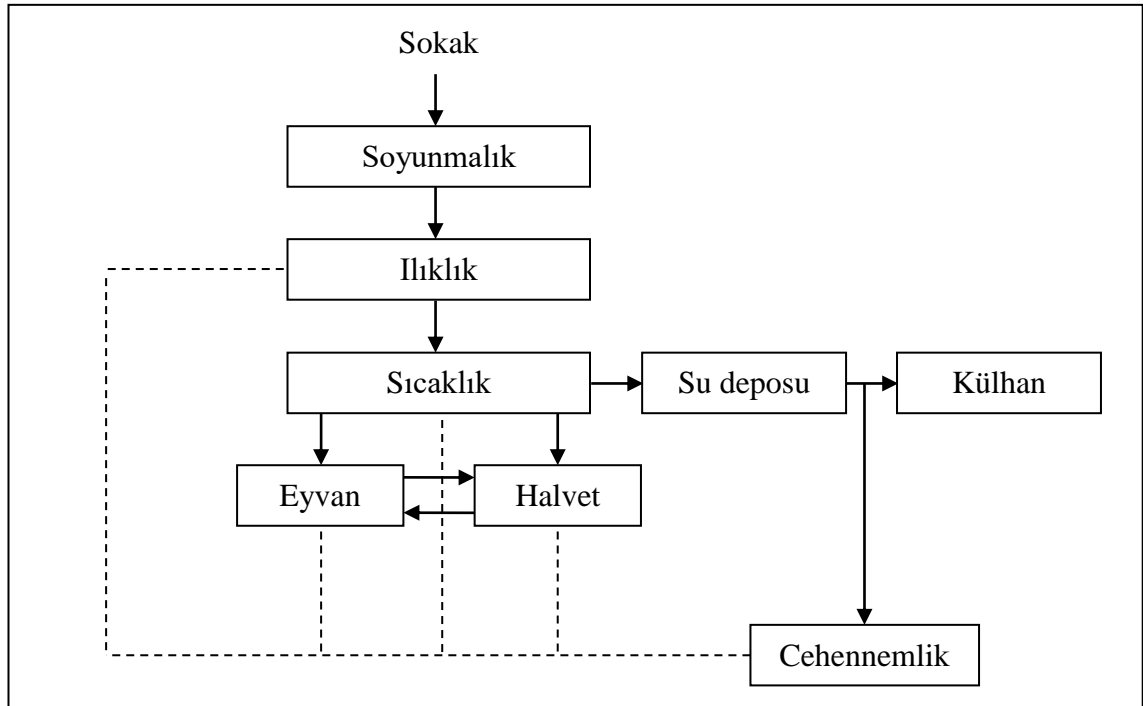 Sokak
Soyunmalık
Ilıklık
Sıcaklık
Su deposu
Külhan
Eyvan
Halvet
Cehennemlik